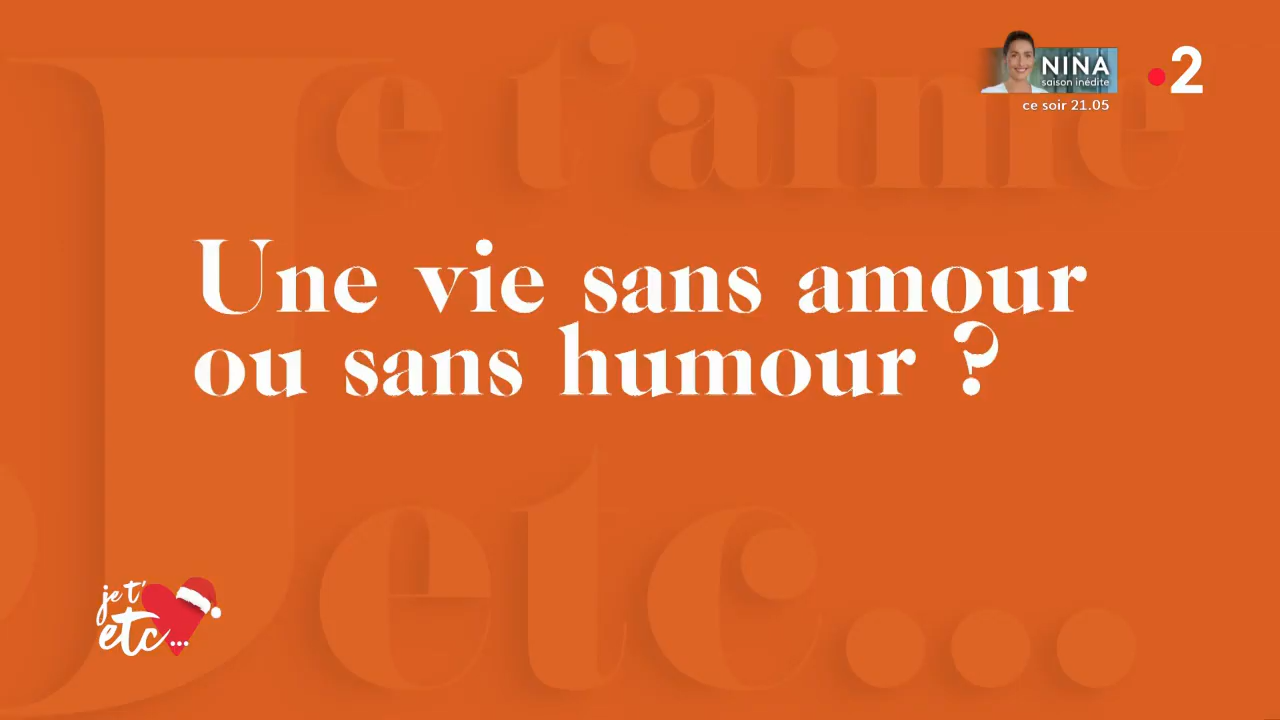 Je t'aime
NINA
saison inédite
ce soir 21.05
2
Une vie sans amour
ou sans humour ?
etc...
je t'
etc...